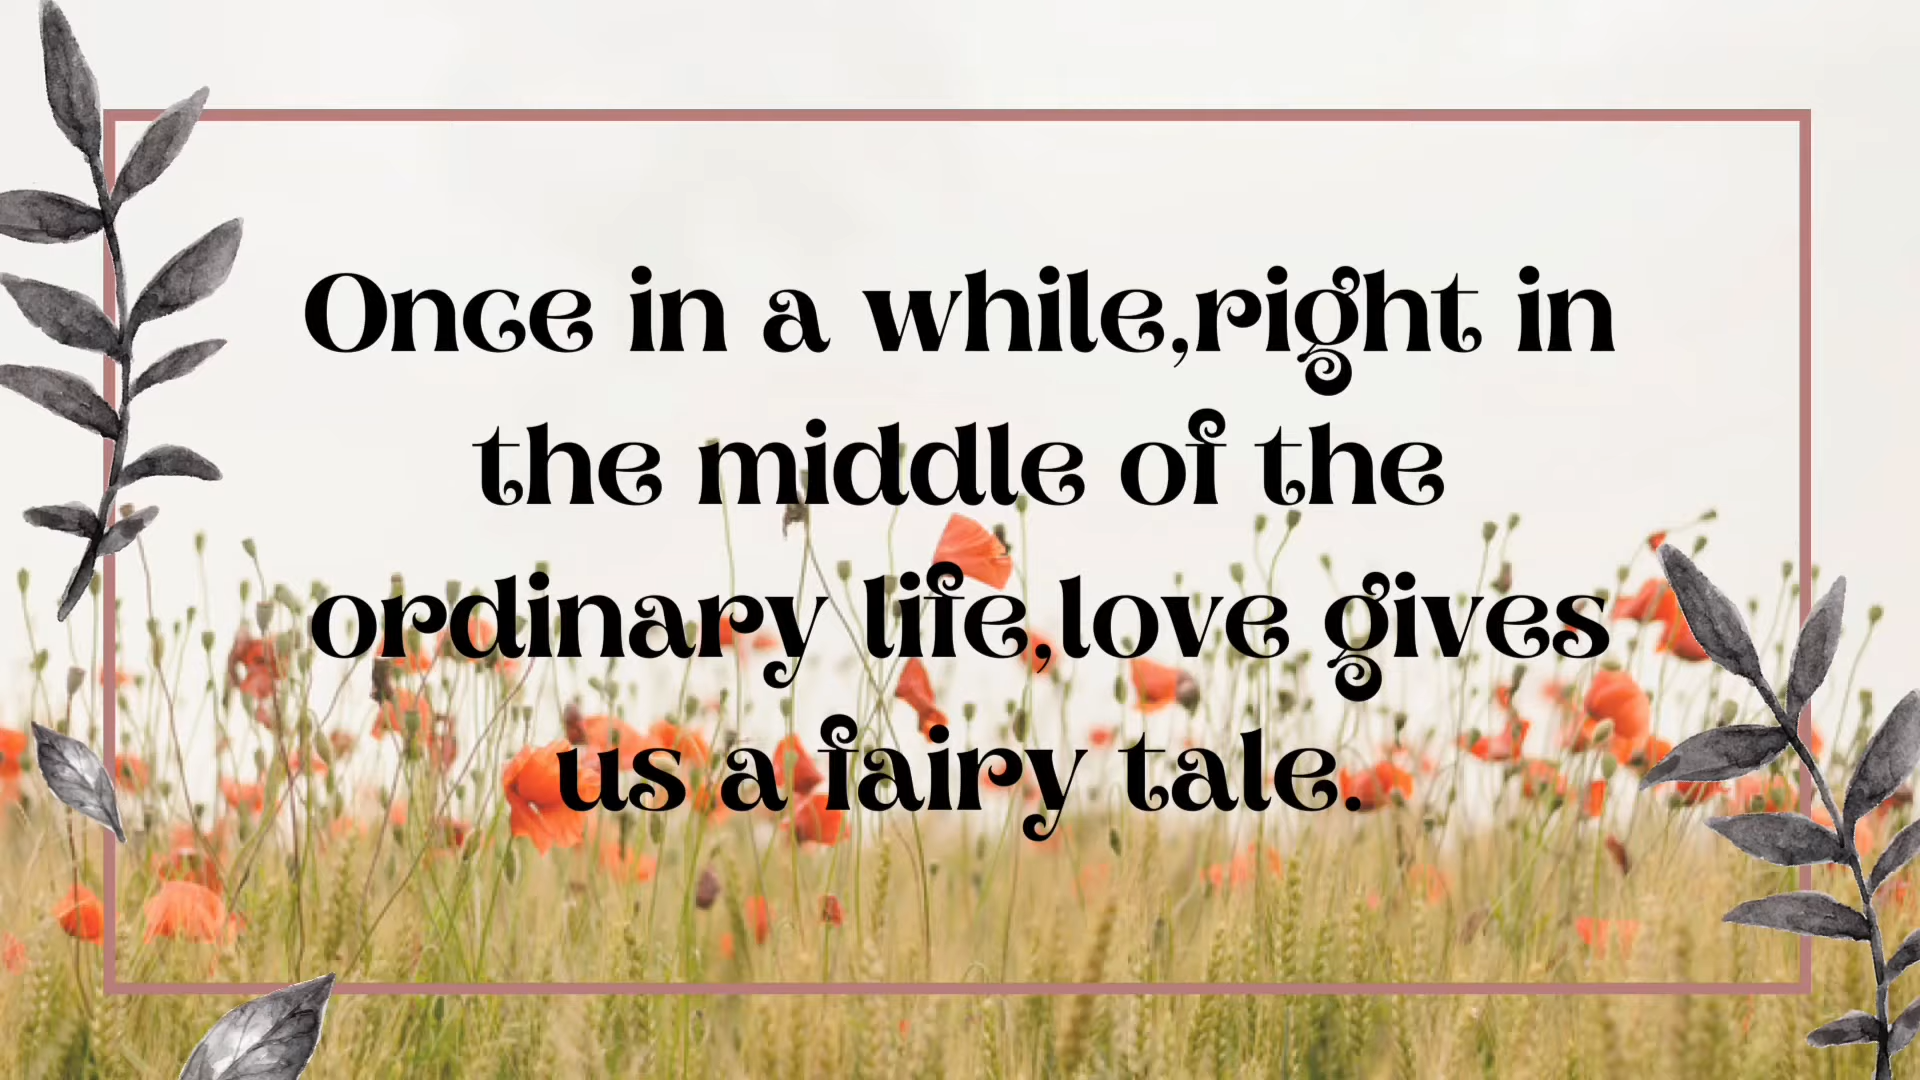 Once in a while,right in
the middle of the
ordinary life,love gives
us a fairy tale.